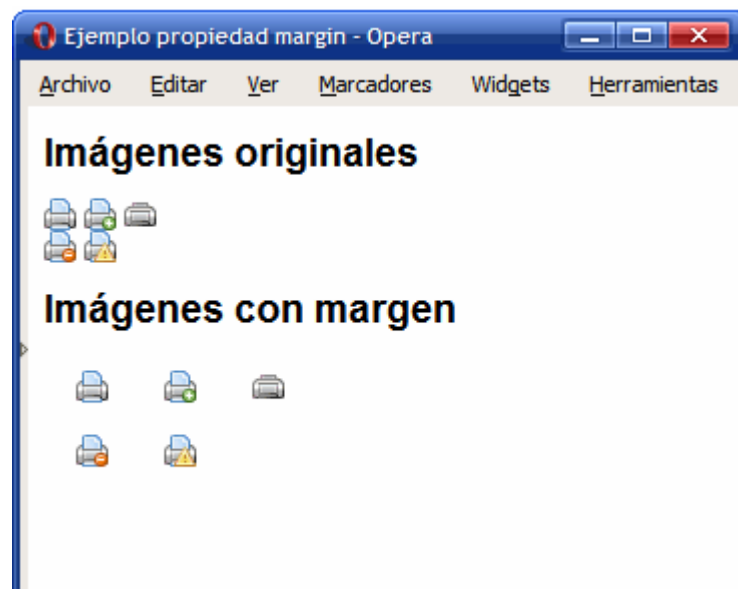 Ejemplo propiedad margin - Opera
Archivo Editar Ver Marcadores Widgets Herramientas
Imágenes originales
Imágenes con margen